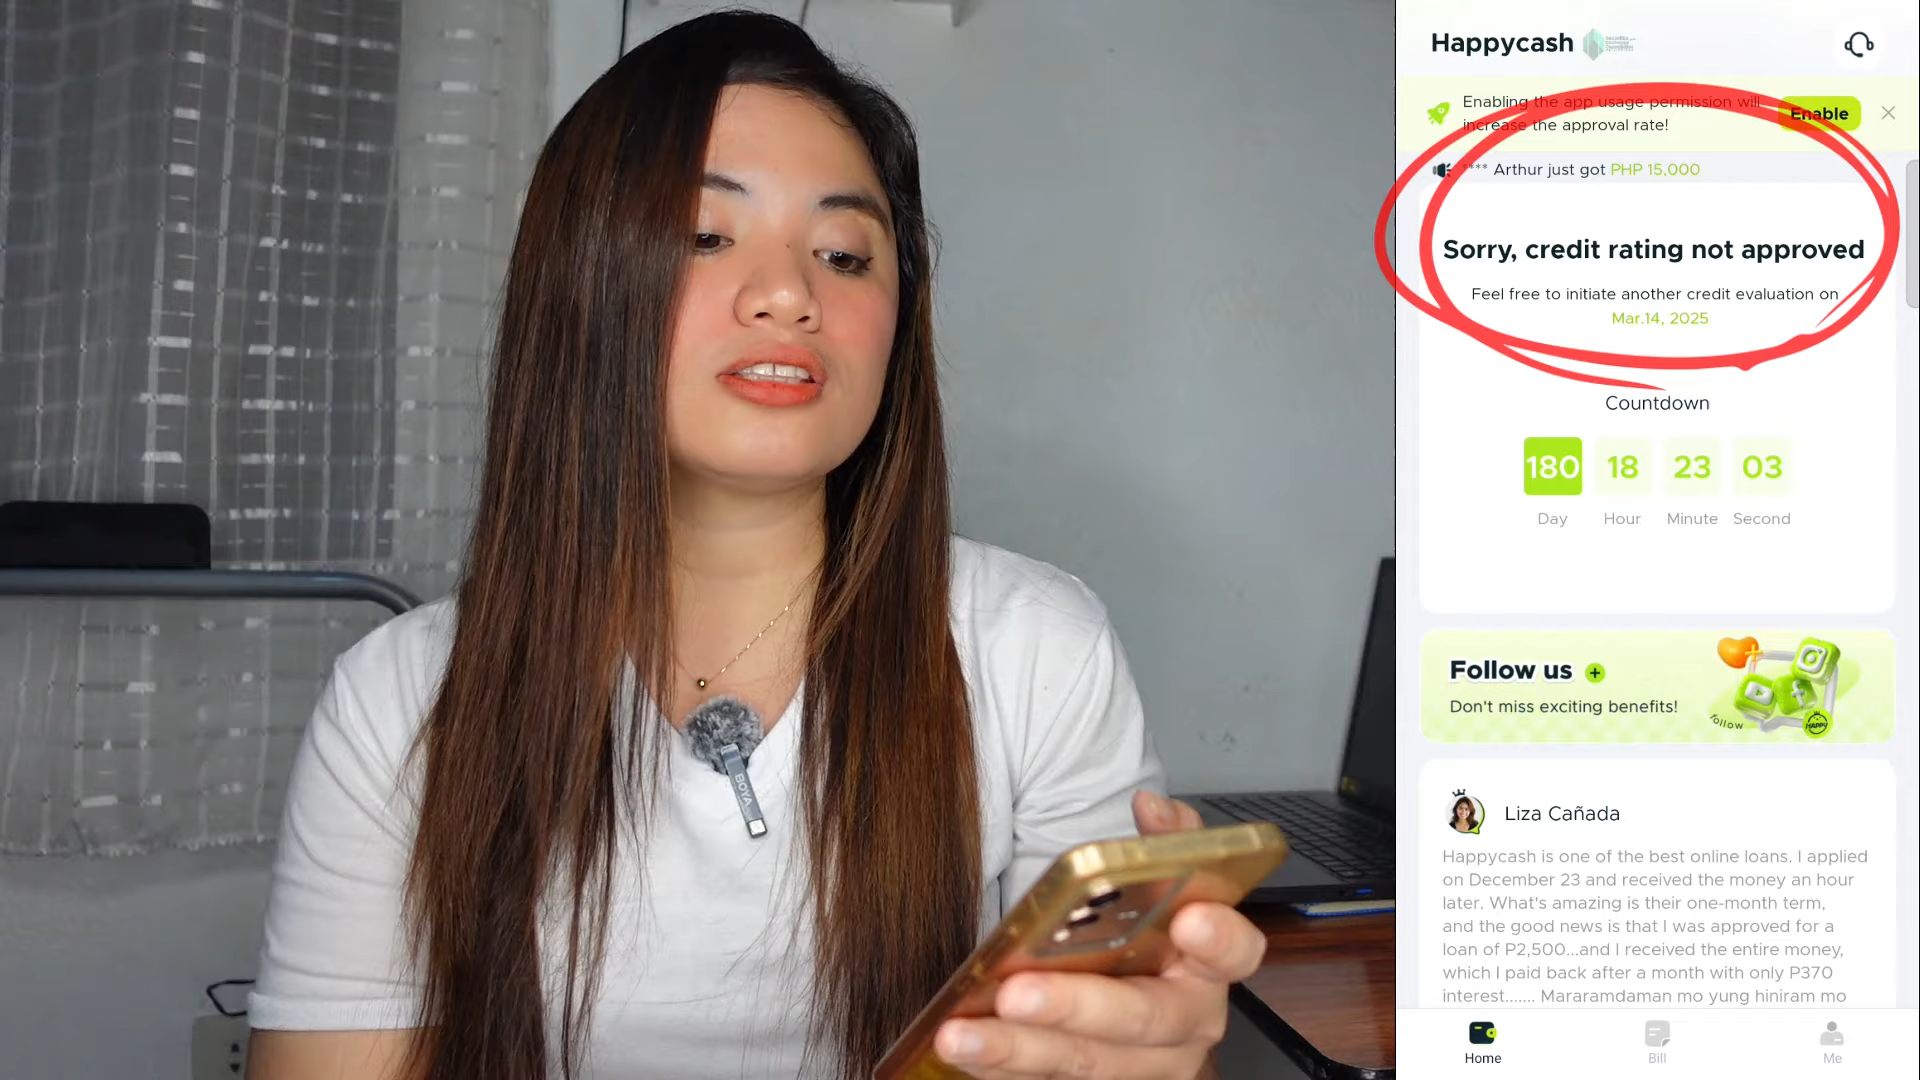 Happycash
Enabling the app usage permission will
increase the approval rate!
Enable
**** Arthur just got PHP 15,000
Sorry, credit rating not approved
Feel free to initiate another credit evaluation on
Mar.14, 2025
Countdown
180 18 23 03
Day Hour Minute Second
Follow us
Don't miss exciting benefits!
follow
HAPPY
Liza Cañada
Happycash is one of the best online loans. I applied
on December 23 and received the money an hour
later. What's amazing is their one-month term,
and the good news is that I was approved for a
loan of P2,500...and I received the entire money,
which I paid back after a month with only P370
interest....... Mararamdaman mo yung hiniram mo
Home Bill Me
BOYA